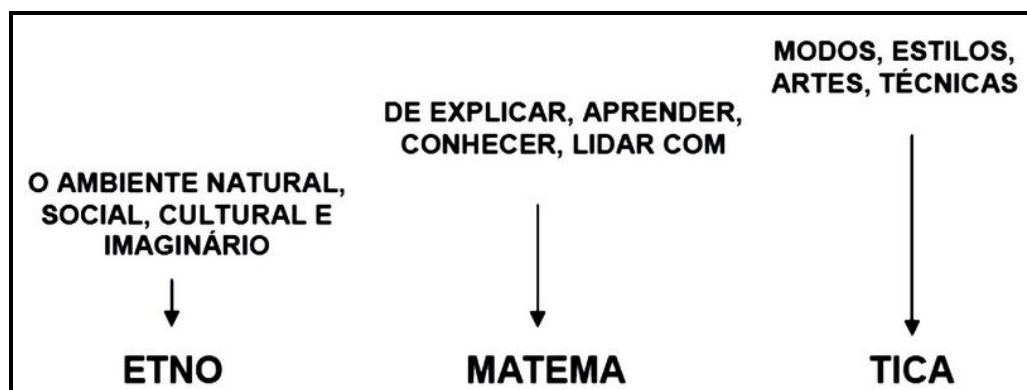 MODOS, ESTILOS,
ARTES, TÉCNICAS
DE EXPLICAR, APRENDER,
CONHECER, LIDAR COM
O AMBIENTE NATURAL,
SOCIAL, CULTURAL E
IMAGINÁRIO
ETNO
MATEMA
TICA